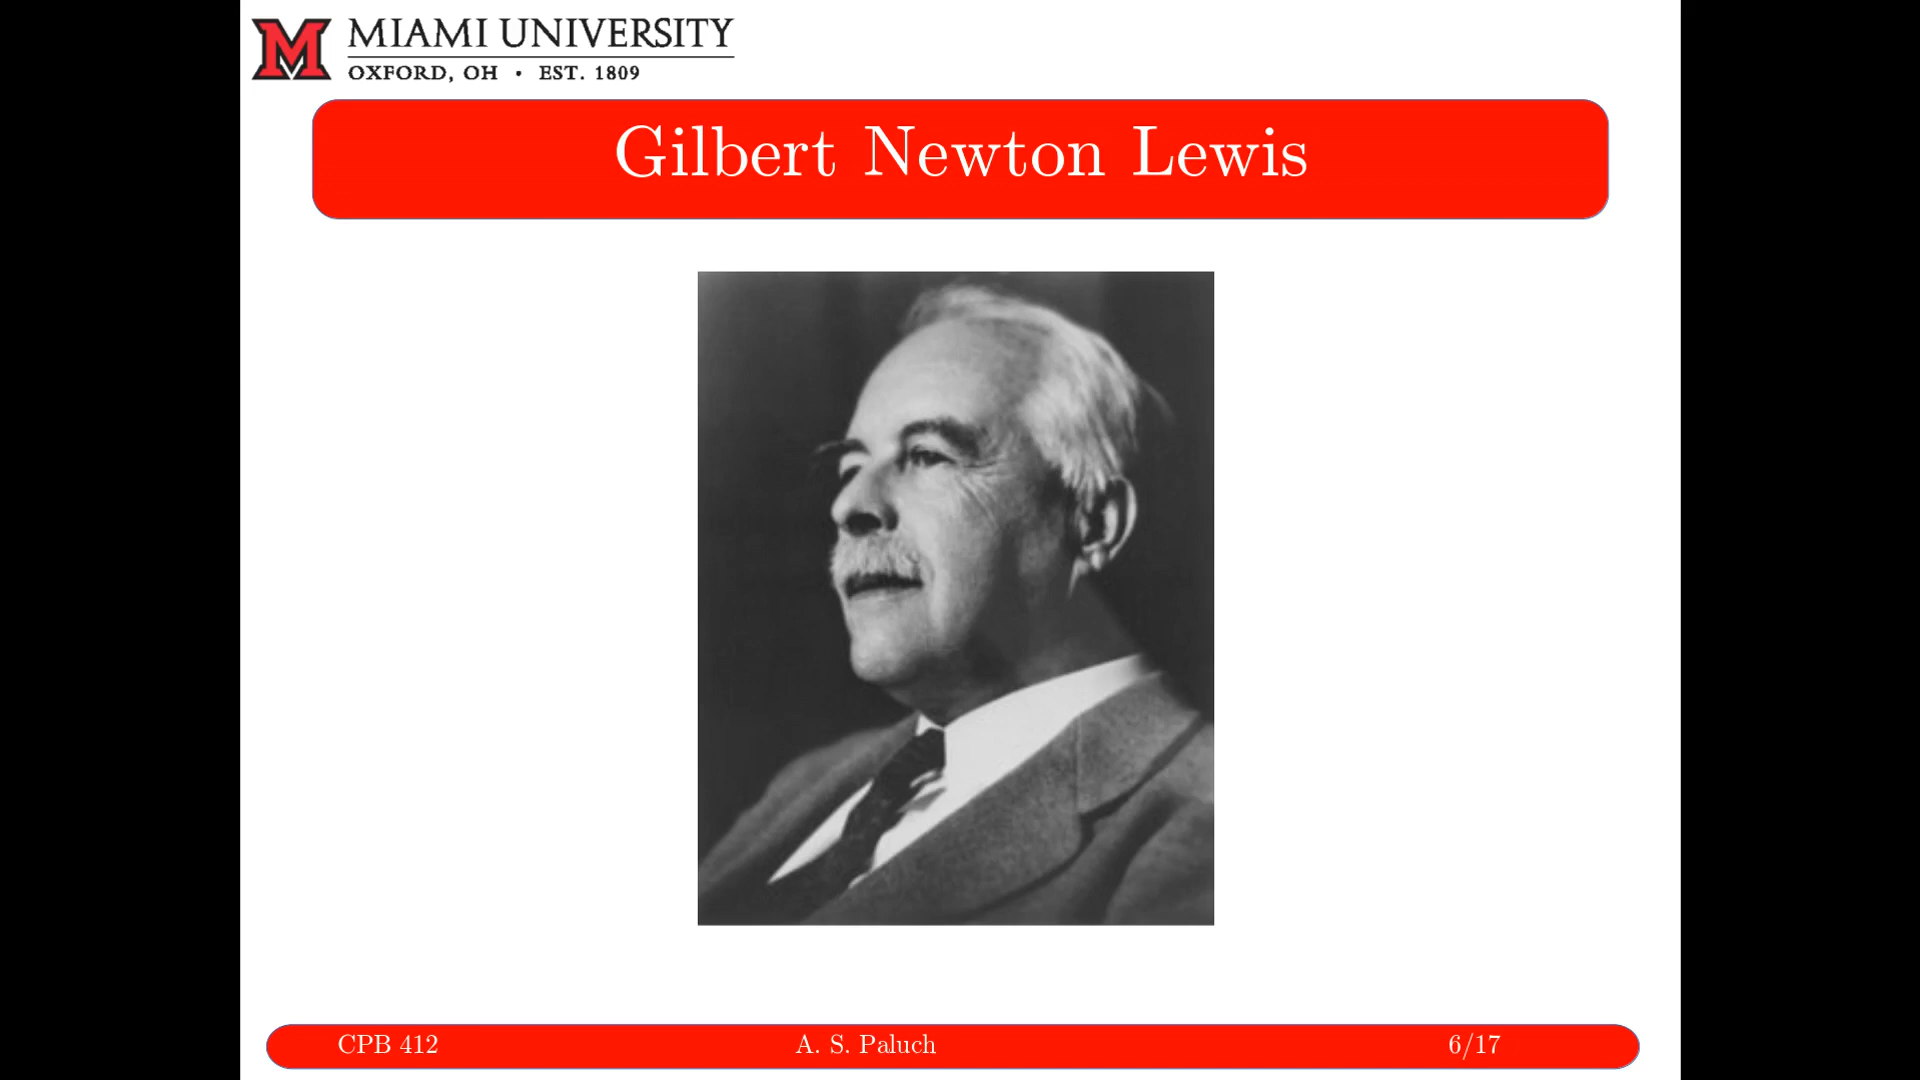 M
MIAMI UNIVERSITY
OXFORD, OH • EST. 1809
Gilbert Newton Lewis
CPB 412 A. S. Paluch 6/17